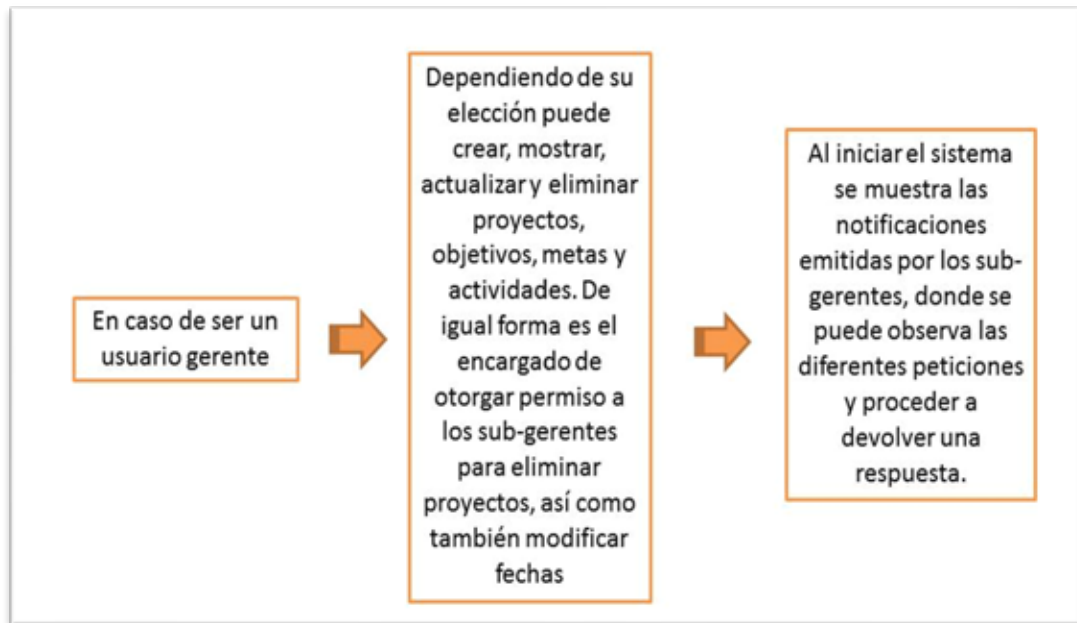 En caso de ser un
usuario gerente
Dependiendo de su
elección puede
crear, mostrar,
actualizar y eliminar
proyectos,
objetivos, metas y
actividades. De
igual forma es el
encargado de
otorgar permiso a
los sub-gerentes
para eliminar
proyectos, así como
también modificar
fechas
Al iniciar el sistema
se muestra las
notificaciones
emitidas por los sub-
gerentes, donde se
puede observa las
diferentes peticiones
y proceder a
devolver una
respuesta.